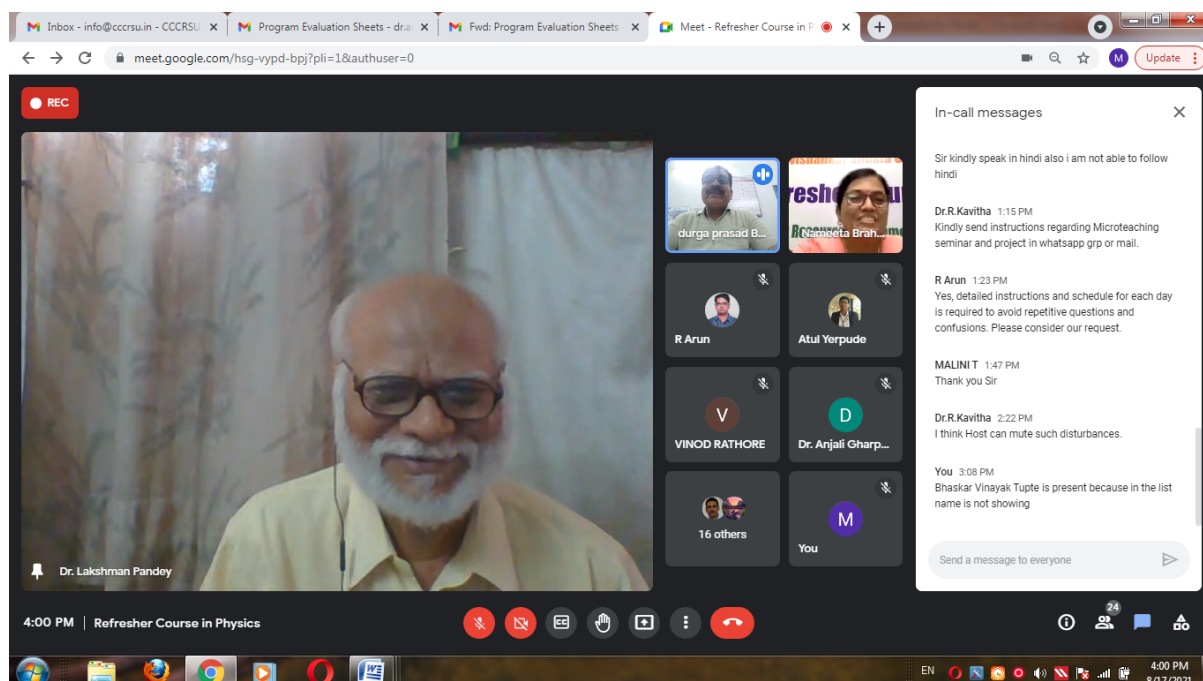 Inbox - info@cccrsu.in - CCCRSU
Program Evaluation Sheets - dr.a
Fwd: Program Evaluation Sheets
Meet - Refresher Course in P
meet.google.com/hsg-vypd-bpj?pli=1&authuser=0
M
Update
REC
Dr. Lakshman Pandey
durga prasad B...
reshe
Nameeta Brah...
R Arun
Atul Yerpude
V
VINOD RATHORE
D
Dr. Anjali Gharp...
16 others
M
You
In-call messages
Sir kindly speak in hindi also i am not able to follow
hindi
Dr.R.Kavitha 1:15 PM
Kindly send instructions regarding Microteaching
seminar and project in whatsapp grp or mail.
R Arun 1:23 PM
Yes, detailed instructions and schedule for each day
is required to avoid repetitive questions and
confusions. Please consider our request.
MALINI T 1:47 PM
Thank you Sir
Dr.R.Kavitha 2:22 PM
I think Host can mute such disturbances.
You 3:08 PM
Bhaskar Vinayak Tupte is present because in the list
name is not showing
Send a message to everyone
4:00 PM | Refresher Course in Physics
24
EN
4:00 PM
8/17/2021